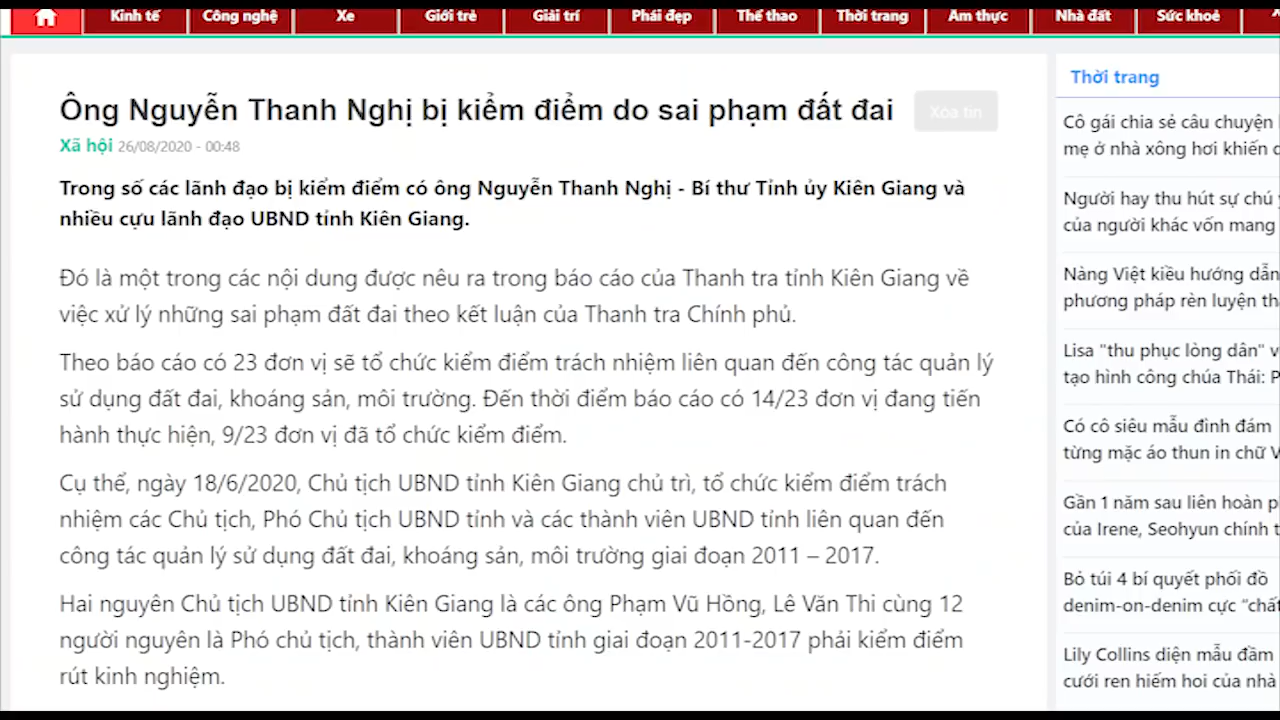 Kinh tế Công nghệ Xe Giới trẻ Giải trí Phái đẹp Thể thao Thời trang Ẩm thực Nhà đất Sức khoẻ
Ông Nguyễn Thanh Nghị bị kiểm điểm do sai phạm đất đai
Xóa tin
Xã hội 26/08/2020 - 00:48
Trong số các lãnh đạo bị kiểm điểm có ông Nguyễn Thanh Nghị - Bí thư Tỉnh ủy Kiên Giang và
nhiều cựu lãnh đạo UBND tỉnh Kiên Giang.
Đó là một trong các nội dung được nêu ra trong báo cáo của Thanh tra tỉnh Kiên Giang về
việc xử lý những sai phạm đất đai theo kết luận của Thanh tra Chính phủ.
Theo báo cáo có 23 đơn vị sẽ tổ chức kiểm điểm trách nhiệm liên quan đến công tác quản lý
sử dụng đất đai, khoáng sản, môi trường. Đến thời điểm báo cáo có 14/23 đơn vị đang tiến
hành thực hiện, 9/23 đơn vị đã tổ chức kiểm điểm.
Cụ thể, ngày 18/6/2020, Chủ tịch UBND tỉnh Kiên Giang chủ trì, tổ chức kiểm điểm trách
nhiệm các Chủ tịch, Phó Chủ tịch UBND tỉnh và các thành viên UBND tỉnh liên quan đến
công tác quản lý sử dụng đất đai, khoáng sản, môi trường giai đoạn 2011 – 2017.
Hai nguyên Chủ tịch UBND tỉnh Kiên Giang là các ông Phạm Vũ Hồng, Lê Văn Thi cùng 12
người nguyên là Phó chủ tịch, thành viên UBND tỉnh giai đoạn 2011-2017 phải kiểm điểm
rút kinh nghiệm.
Thời trang
Cô gái chia sẻ câu chuyện
mẹ ở nhà xông hơi khiến
Người hay thu hút sự chú
của người khác vốn mang
Nàng Việt kiều hướng dẫn
phương pháp rèn luyện
Lisa "thu phục lòng dân"
tạo hình công chúa Thái:
Có cô siêu mẫu đình đám
từng mặc áo thun in chữ
Gần 1 năm sau liên hoàn
của Irene, Seohyun chính
Bỏ túi 4 bí quyết phối đồ
denim-on-denim cực "chất
Lily Collins diện mẫu đầm
cưới ren hiếm hoi của nhà